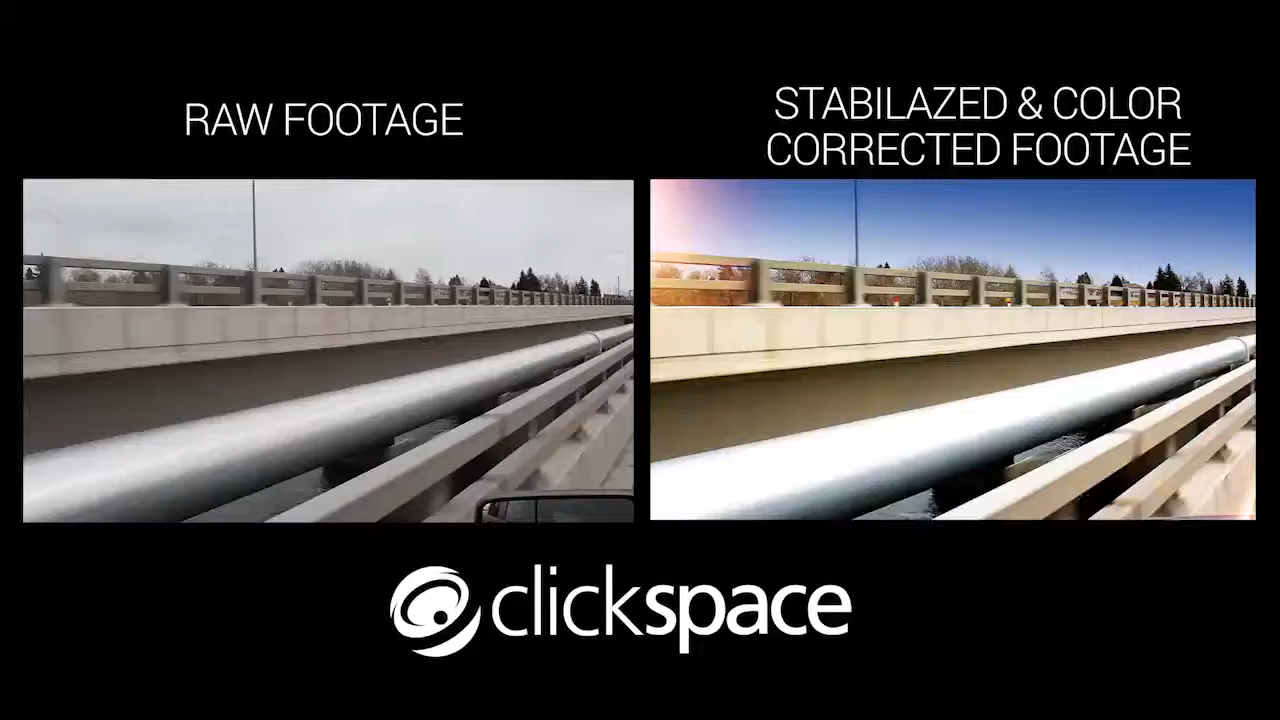 RAW FOOTAGE
STABILAZED & COLOR
CORRECTED FOOTAGE
clickspace